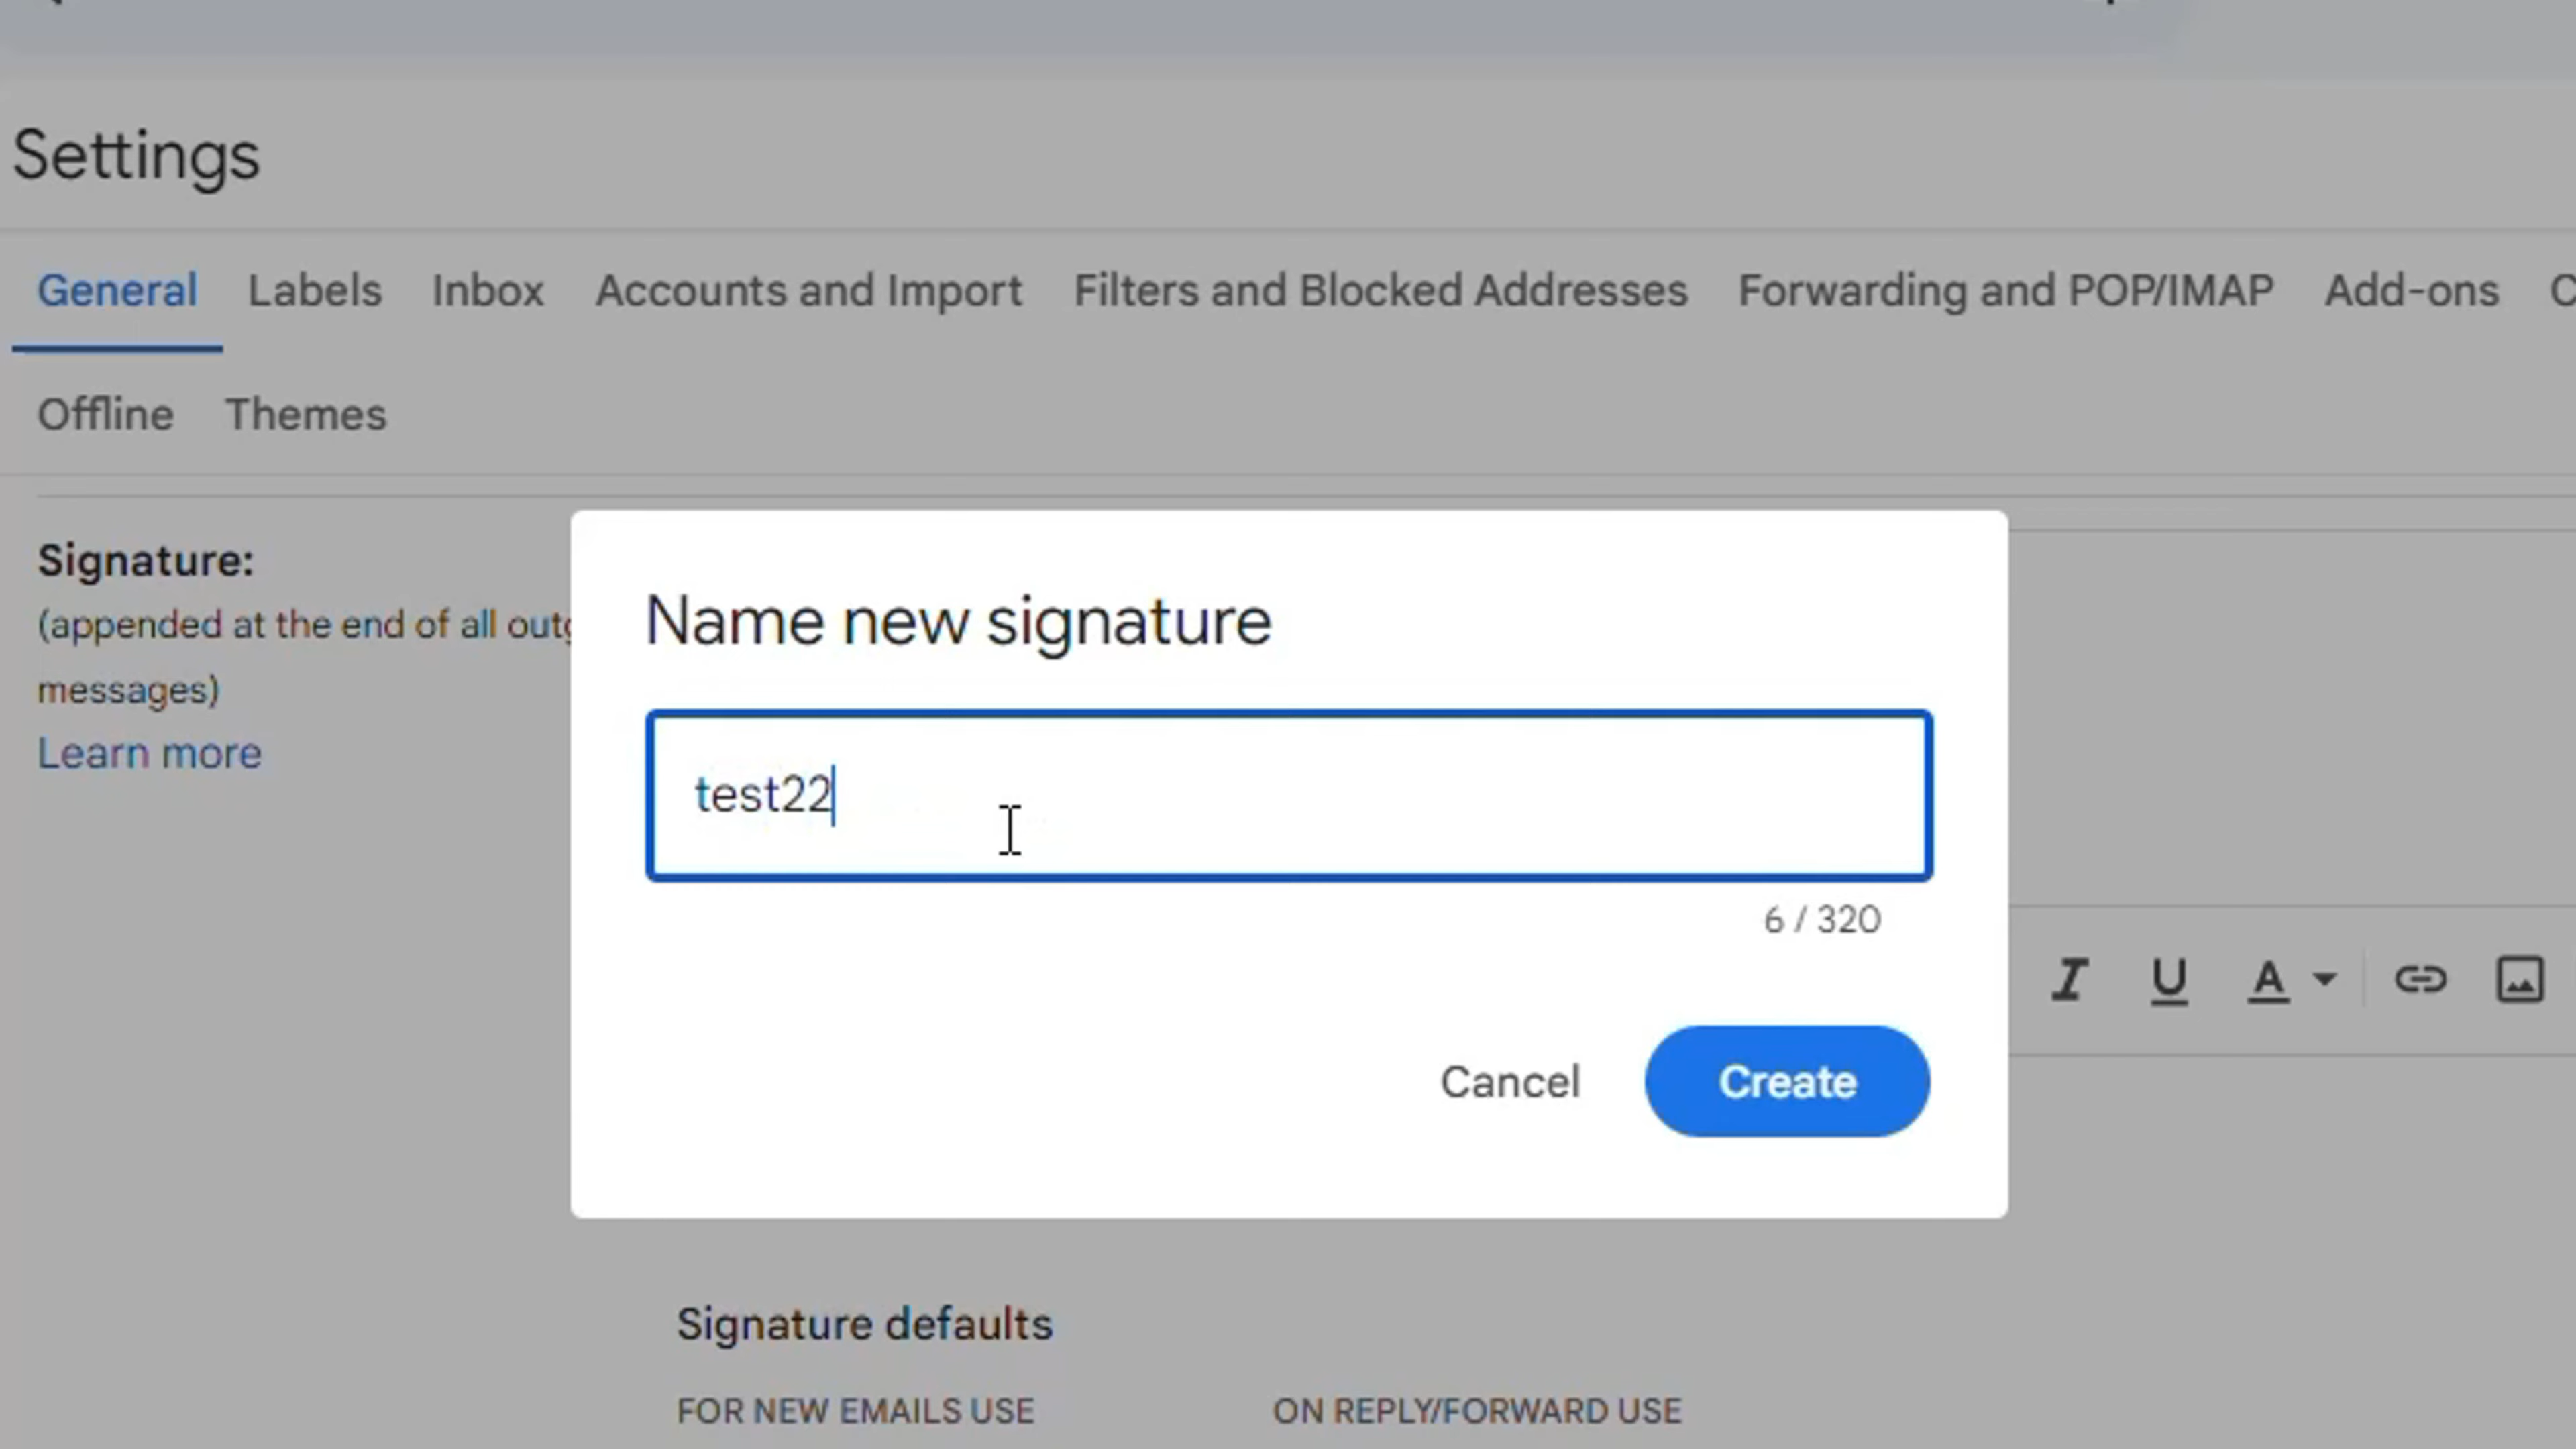 Settings
General Labels Inbox Accounts and Import Filters and Blocked Addresses Forwarding and POP/IMAP Add-ons
Offline Themes
Signature:
(appended at the end of all
messages)
Learn more
Name new signature
test22
6 / 320
Cancel Create
Signature defaults
FOR NEW EMAILS USE ON REPLY/FORWARD USE